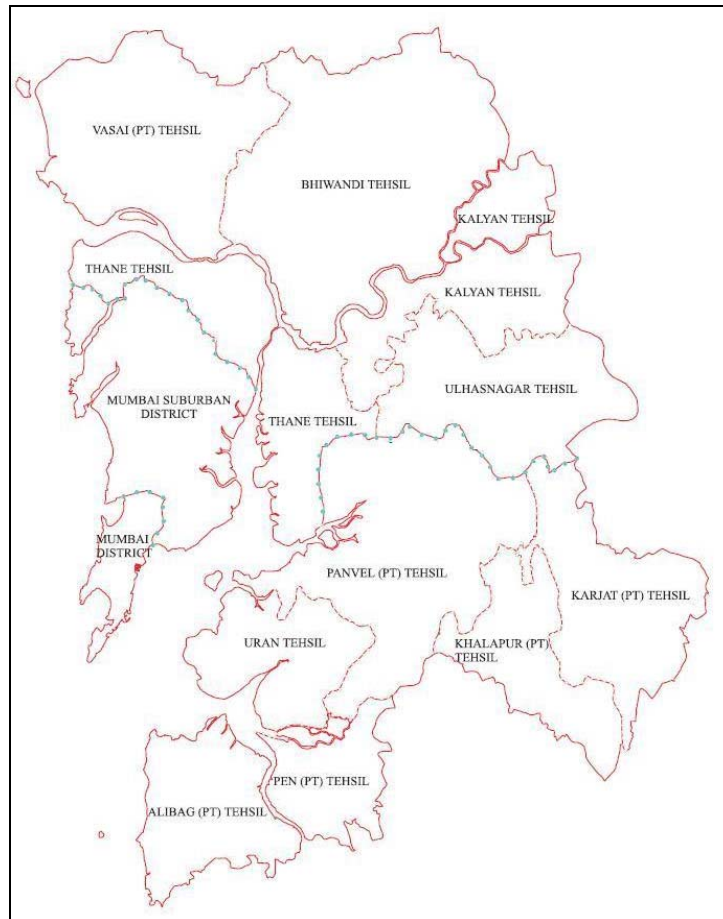 VASAI (PT) TEHSIL
BHIWANDI TEHSIL
KALYAN TEHSIL
THANE TEHSIL
KALYAN TEHSIL
MUMBAI SUBURBAN
DISTRICT
THANE TEHSIL
ULHASNAGAR TEHSIL
MUMBAI
DISTRICT
PANVEL (PT) TEHSIL
KARJAT (PT) TEHSIL
URAN TEHSIL
KHALAPUR (PT)
TEHSIL
PEN (PT) TEHSIL
ALIBAG (PT) TEHSIL